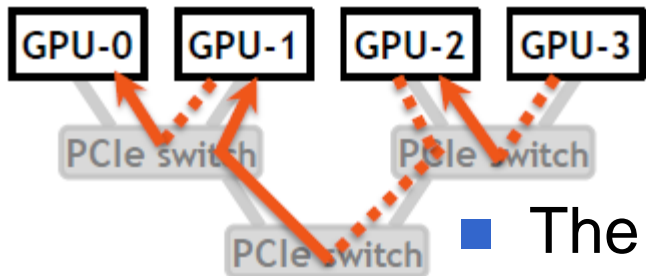 GPU-0 GPU-1 GPU-2 GPU-3
PCIe switch PCIe switch
PCIe switch
■ The